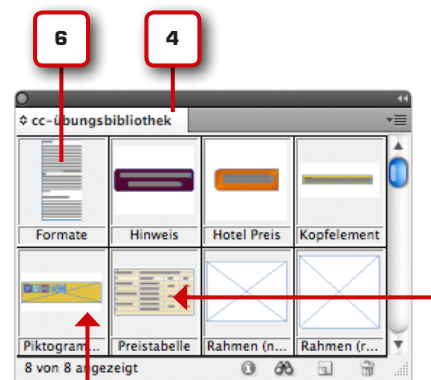 6 4
cc-übungsbibliothek
Formate Hinweis Hotel Preis Kopfelement
Piktogram... Preistabelle Rahmen (n... Rahmen (r...
8 von 8 angezeigt